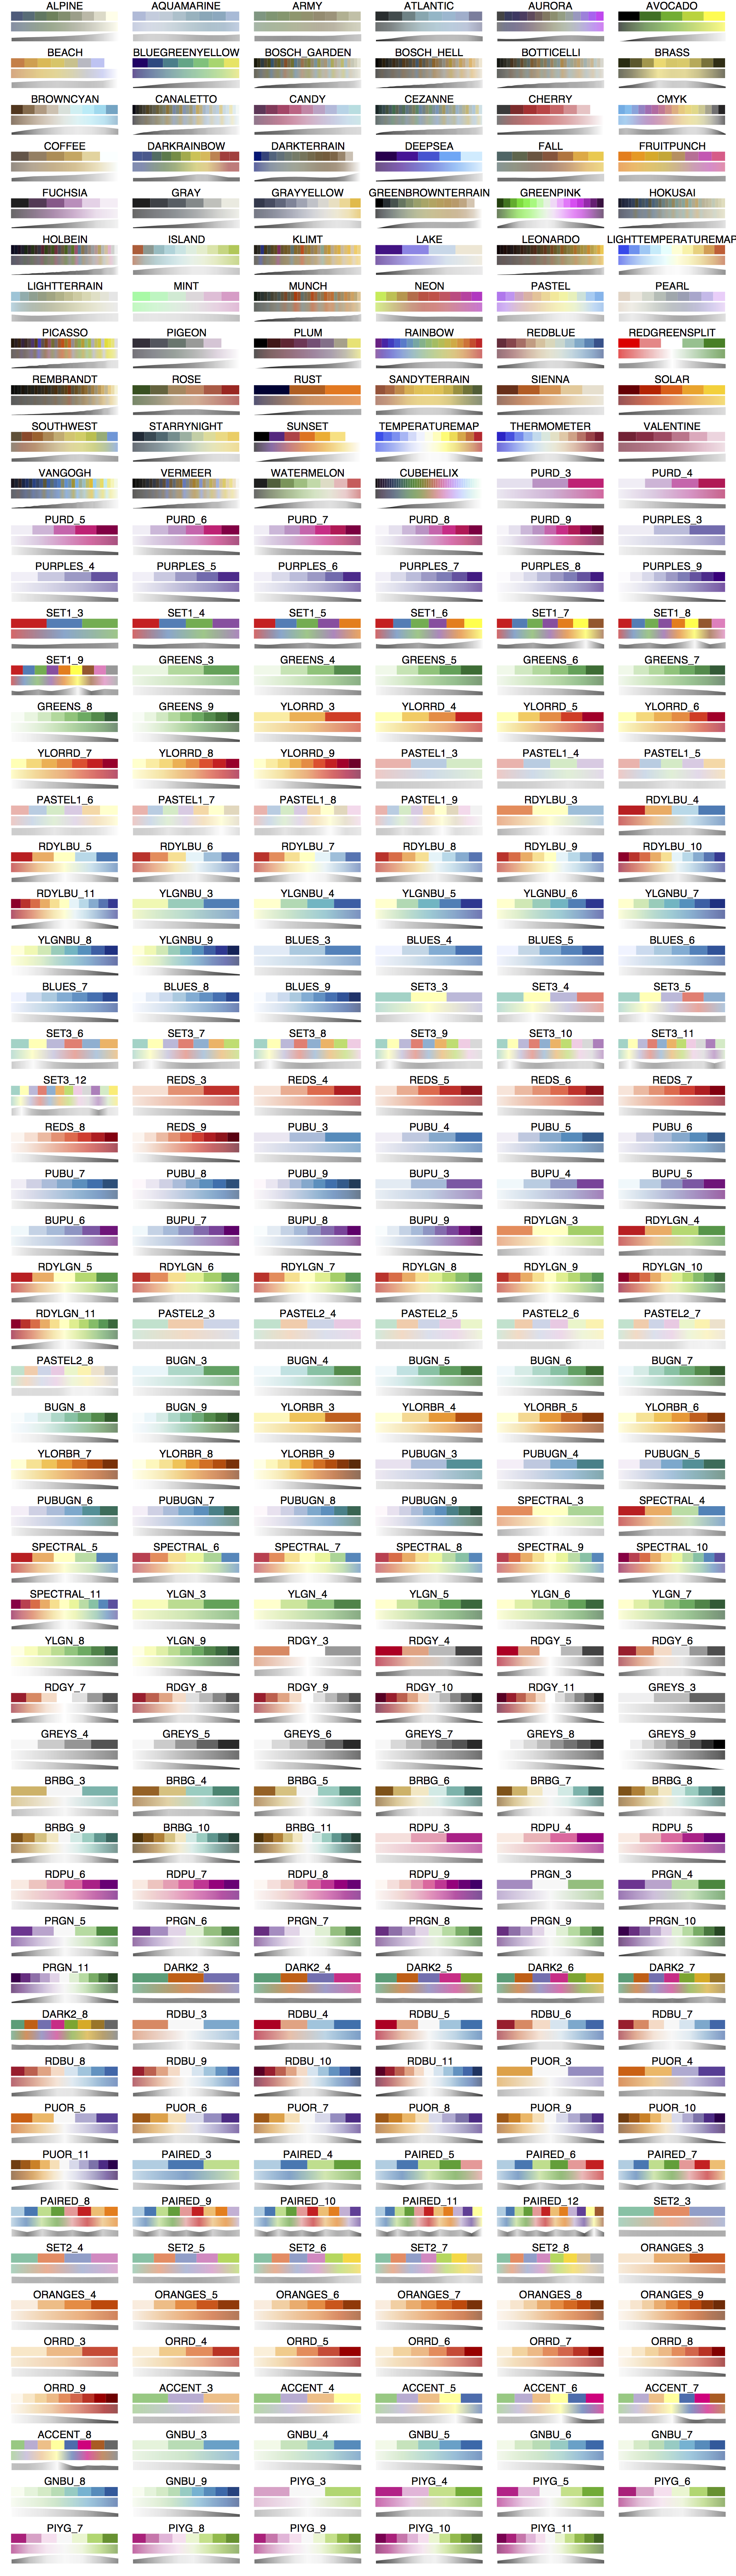 ALPINE AQUAMARINE ARMY ATLANTIC AURORA AVOCADO
BEACH BLUEGREENYELLOW BOSCH_GARDEN BOSCH_HELL BOTTICELLI BRASS
BROWNCYAN CANALETTO CANDY CEZANNE CHERRY CMYK
COFFEE DARKRAINBOW DARKTERRAIN DEEPSEA FALL FRUITPUNCH
FUCHSIA GRAY GRAYYELLOW GREENBROWNTERRAIN GREENPINK HOKUSAI
HOLBEIN ISLAND KLIMT LAKE LEONARDO LIGHTTEMPERATUREMAP
LIGHTTERRAIN MINT MUNCH NEON PASTEL PEARL
PICASSO PIGEON PLUM RAINBOW REDBLUE REDGREENSPLIT
REMBRANDT ROSE RUST SANDYTERRAIN SIENNA SOLAR
SOUTHWEST STARRYNIGHT SUNSET TEMPERATUREMAP THERMOMETER VALENTINE
VANGOGH VERMEER WATERMELON CUBEHELIX PURD_3 PURD_4
PURD_5 PURD_6 PURD_7 PURD_8 PURD_9 PURPLES_3
PURPLES_4 PURPLES_5 PURPLES_6 PURPLES_7 PURPLES_8 PURPLES_9
SET1_3 SET1_4 SET1_5 SET1_6 SET1_7 SET1_8
SET1_9 GREENS_3 GREENS_4 GREENS_5 GREENS_6 GREENS_7
GREENS_8 GREENS_9 YLORRD_3 YLORRD_4 YLORRD_5 YLORRD_6
YLORRD_7 YLORRD_8 YLORRD_9 PASTEL1_3 PASTEL1_4 PASTEL1_5
PASTEL1_6 PASTEL1_7 PASTEL1_8 PASTEL1_9 RDYLBU_3 RDYLBU_4
RDYLBU_5 RDYLBU_6 RDYLBU_7 RDYLBU_8 RDYLBU_9 RDYLBU_10
RDYLBU_11 YLGNBU_3 YLGNBU_4 YLGNBU_5 YLGNBU_6 YLGNBU_7
YLGNBU_8 YLGNBU_9 BLUES_3 BLUES_4 BLUES_5 BLUES_6
BLUES_7 BLUES_8 BLUES_9 SET3_3 SET3_4 SET3_5
SET3_6 SET3_7 SET3_8 SET3_9 SET3_10 SET3_11
SET3_12 REDS_3 REDS_4 REDS_5 REDS_6 REDS_7
REDS_8 REDS_9 PUBU_3 PUBU_4 PUBU_5 PUBU_6
PUBU_7 PUBU_8 PUBU_9 BUPU_3 BUPU_4 BUPU_5
BUPU_6 BUPU_7 BUPU_8 BUPU_9 RDYLGN_3 RDYLGN_4
RDYLGN_5 RDYLGN_6 RDYLGN_7 RDYLGN_8 RDYLGN_9 RDYLGN_10
RDYLGN_11 PASTEL2_3 PASTEL2_4 PASTEL2_5 PASTEL2_6 PASTEL2_7
PASTEL2_8 BUGN_3 BUGN_4 BUGN_5 BUGN_6 BUGN_7
BUGN_8 BUGN_9 YLORBR_3 YLORBR_4 YLORBR_5 YLORBR_6
YLORBR_7 YLORBR_8 YLORBR_9 PUBUGN_3 PUBUGN_4 PUBUGN_5
PUBUGN_6 PUBUGN_7 PUBUGN_8 PUBUGN_9 SPECTRAL_3 SPECTRAL_4
SPECTRAL_5 SPECTRAL_6 SPECTRAL_7 SPECTRAL_8 SPECTRAL_9 SPECTRAL_10
SPECTRAL_11 YLGN_3 YLGN_4 YLGN_5 YLGN_6 YLGN_7
YLGN_8 YLGN_9 RDGY_3 RDGY_4 RDGY_5 RDGY_6
RDGY_7 RDGY_8 RDGY_9 RDGY_10 RDGY_11 GREYS_3
GREYS_4 GREYS_5 GREYS_6 GREYS_7 GREYS_8 GREYS_9
BRBG_3 BRBG_4 BRBG_5 BRBG_6 BRBG_7 BRBG_8
BRBG_9 BRBG_10 BRBG_11 RDPU_3 RDPU_4 RDPU_5
RDPU_6 RDPU_7 RDPU_8 RDPU_9 PRGN_3 PRGN_4
PRGN_5 PRGN_6 PRGN_7 PRGN_8 PRGN_9 PRGN_10
PRGN_11 DARK2_3 DARK2_4 DARK2_5 DARK2_6 DARK2_7
DARK2_8 RDBU_3 RDBU_4 RDBU_5 RDBU_6 RDBU_7
RDBU_8 RDBU_9 RDBU_10 RDBU_11 PUOR_3 PUOR_4
PUOR_5 PUOR_6 PUOR_7 PUOR_8 PUOR_9 PUOR_10
PUOR_11 PAIRED_3 PAIRED_4 PAIRED_5 PAIRED_6 PAIRED_7
PAIRED_8 PAIRED_9 PAIRED_10 PAIRED_11 PAIRED_12 SET2_3
SET2_4 SET2_5 SET2_6 SET2_7 SET2_8 ORANGES_3
ORANGES_4 ORANGES_5 ORANGES_6 ORANGES_7 ORANGES_8 ORANGES_9
ORRD_3 ORRD_4 ORRD_5 ORRD_6 ORRD_7 ORRD_8
ORRD_9 ACCENT_3 ACCENT_4 ACCENT_5 ACCENT_6 ACCENT_7
ACCENT_8 GNBU_3 GNBU_4 GNBU_5 GNBU_6 GNBU_7
GNBU_8 GNBU_9 PIYG_3 PIYG_4 PIYG_5 PIYG_6
PIYG_7 PIYG_8 PIYG_9 PIYG_10 PIYG_11